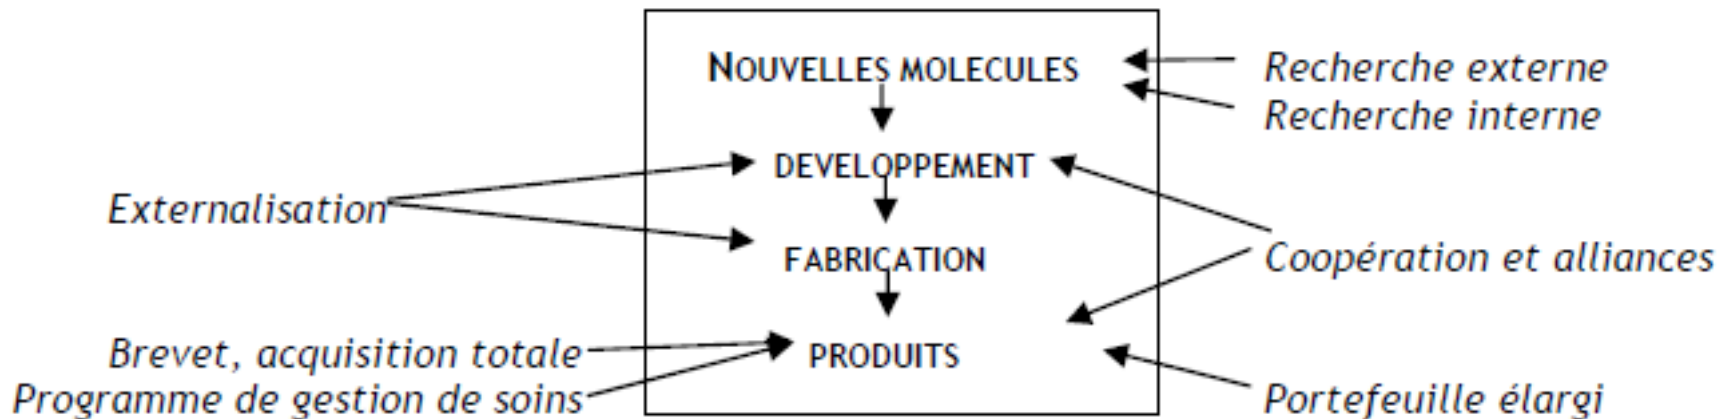 NOUVELLES MOLECULES
Recherche externe
Recherche interne
DEVELOPPEMENT
Externalisation
FABRICATION
Coopération et alliances
Brevet, acquisition totale
PRODUITS
Programme de gestion de soins
Portefeuille élargi